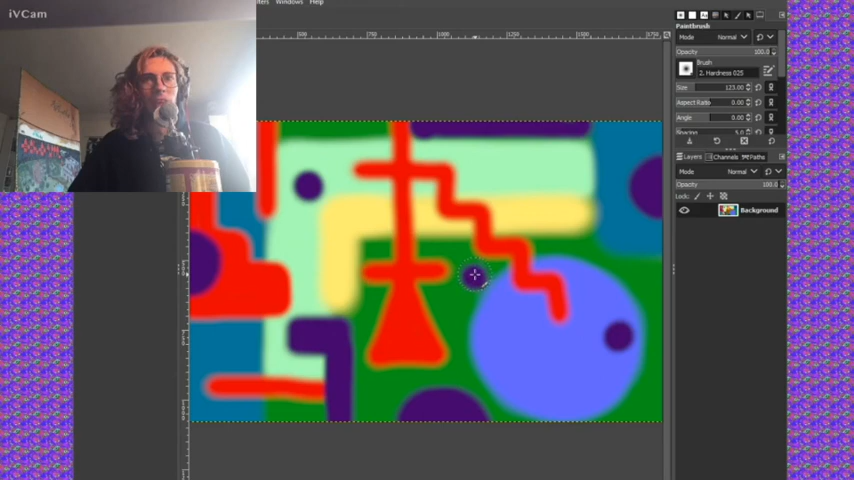 iVCam
Windows Help
500
750
1000
1250
1500
1750
Paintbrush
Mode Normal
Opacity 100.0
Brush
2. Hardness 025
Size 123.00
Aspect Ratio 0.00
Angle 0.00
Spacing 5.0
Layers Channels Paths
Mode Normal
Opacity 100.0
Lock:
Background